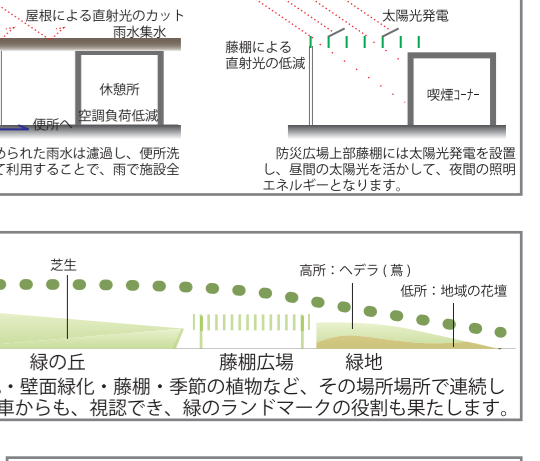 屋根による直射光のカット
雨水集水
休憩所
空調負荷低減
便所へ
められた雨水は濾過し、便所洗
て利用することで、雨で施設全
太陽光発電
藤棚による
直射光の低減
喫煙コーナー
防災広場上部藤棚には太陽光発電を設置
し、昼間の太陽光を活かして、夜間の照明
エネルギーとなります。
芝生
高所：ヘデラ ( 蔦 )
低所：地域の花壇
緑の丘
藤棚広場
緑地
・壁面緑化・藤棚・季節の植物など、その場所場所で連続し
車からも、視認でき、緑のランドマークの役割も果たします。